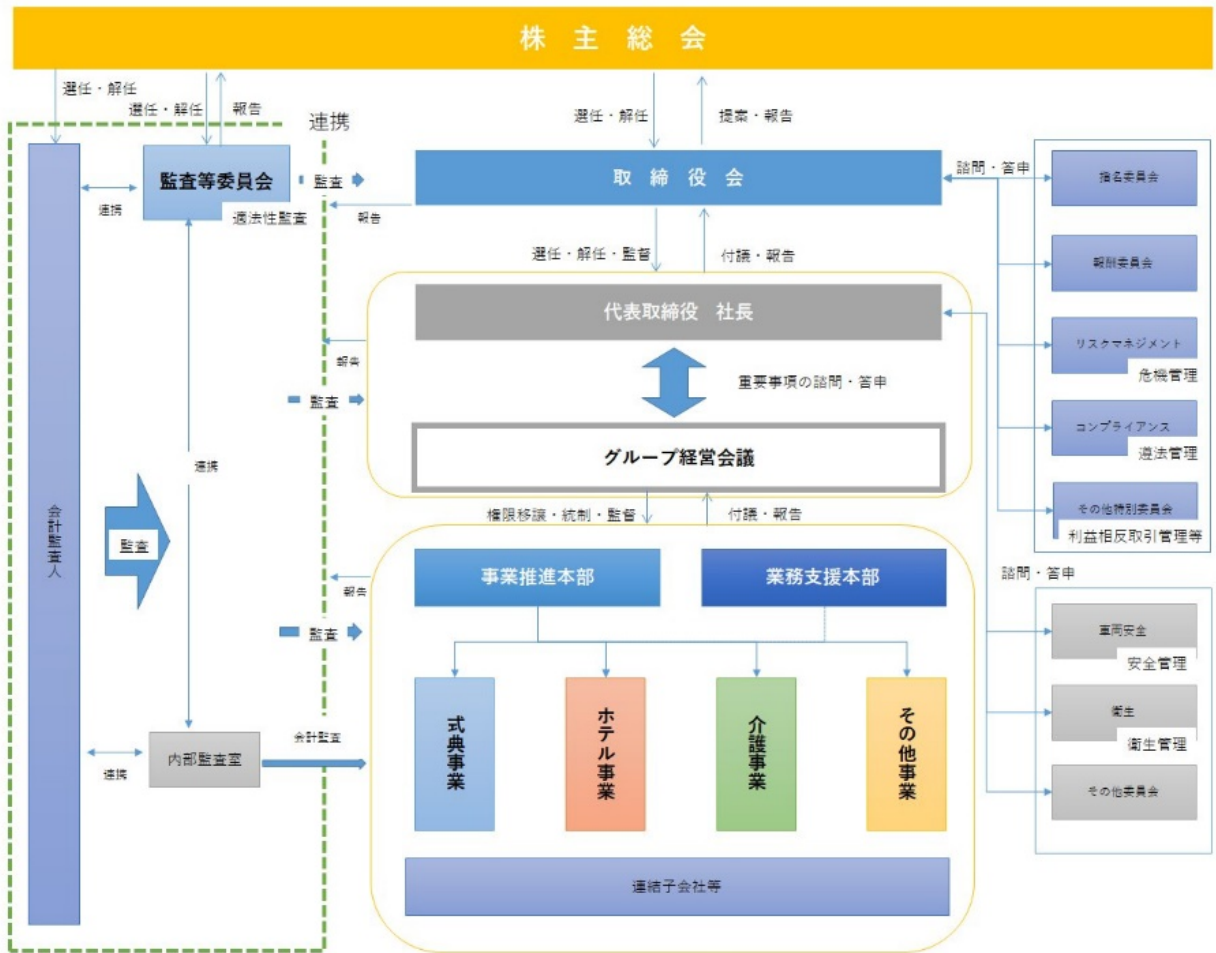 株 主 総 会
選任・解任
選任・解任
報告
選任・解任
提案・報告
連携
監査等委員会
適法性監査
監査
報告
連携
取 締 役 会
諮問・答申
指名委員会
選任・解任・監督
付議・報告
報酬委員会
代表取締役 社長
報告
リスクマネジメント
危機管理
重要事項の諮問・答申
監査
コンプライアンス
遵法管理
グループ経営会議
連携
その他特別委員会
利益相反取引管理等
権限移譲・統制・監督
付議・報告
会計監査人
監査
事業推進本部
業務支援本部
報告
諮問・答申
監査
車両安全
安全管理
式典事業
ホテル事業
介護事業
その他事業
衛生
衛生管理
会計監査
内部監査室
連携
その他委員会
連結子会社等